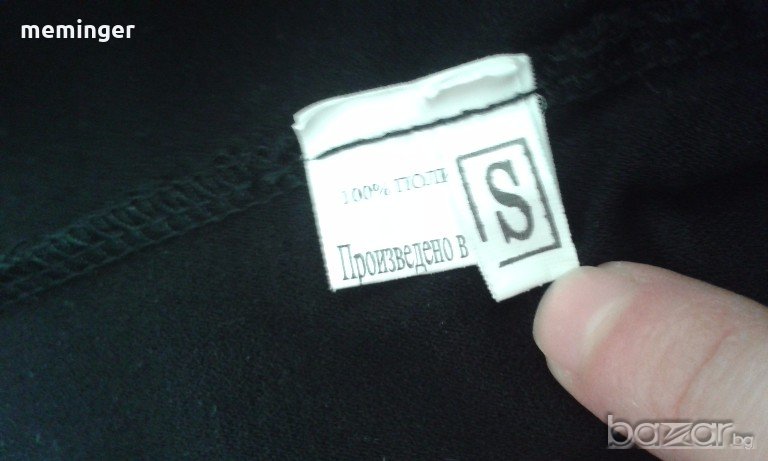 meminger
100% ПОЛИ
S
Произведено в
bazar.bg